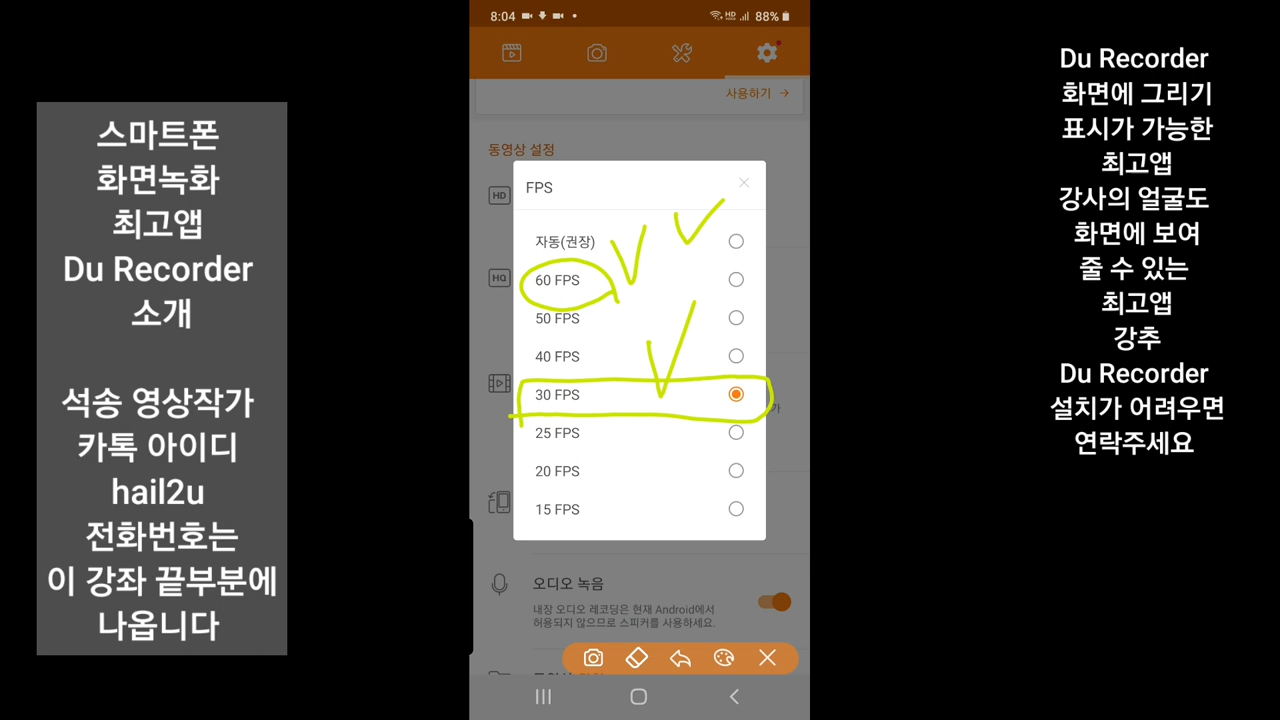 스마트폰
화면녹화
최고앱
Du Recorder
소개
석송 영상작가
카톡 아이디
hail2u
전화번호는
이 강좌 끝부분에
나옵니다
8:04
HD
88%
사용하기 →
동영상 설정
HD
HQ
FPS
자동(권장)
60 FPS
50 FPS
40 FPS
30 FPS
25 FPS
20 FPS
15 FPS
오디오 녹음
내장 오디오 레코딩은 현재 Android에서
허용되지 않으므로 스피커를 사용하세요.
Du Recorder
화면에 그리기
표시가 가능한
최고앱
강사의 얼굴도
화면에 보여
줄 수 있는
최고앱
강추
Du Recorder
설치가 어려우면
연락주세요